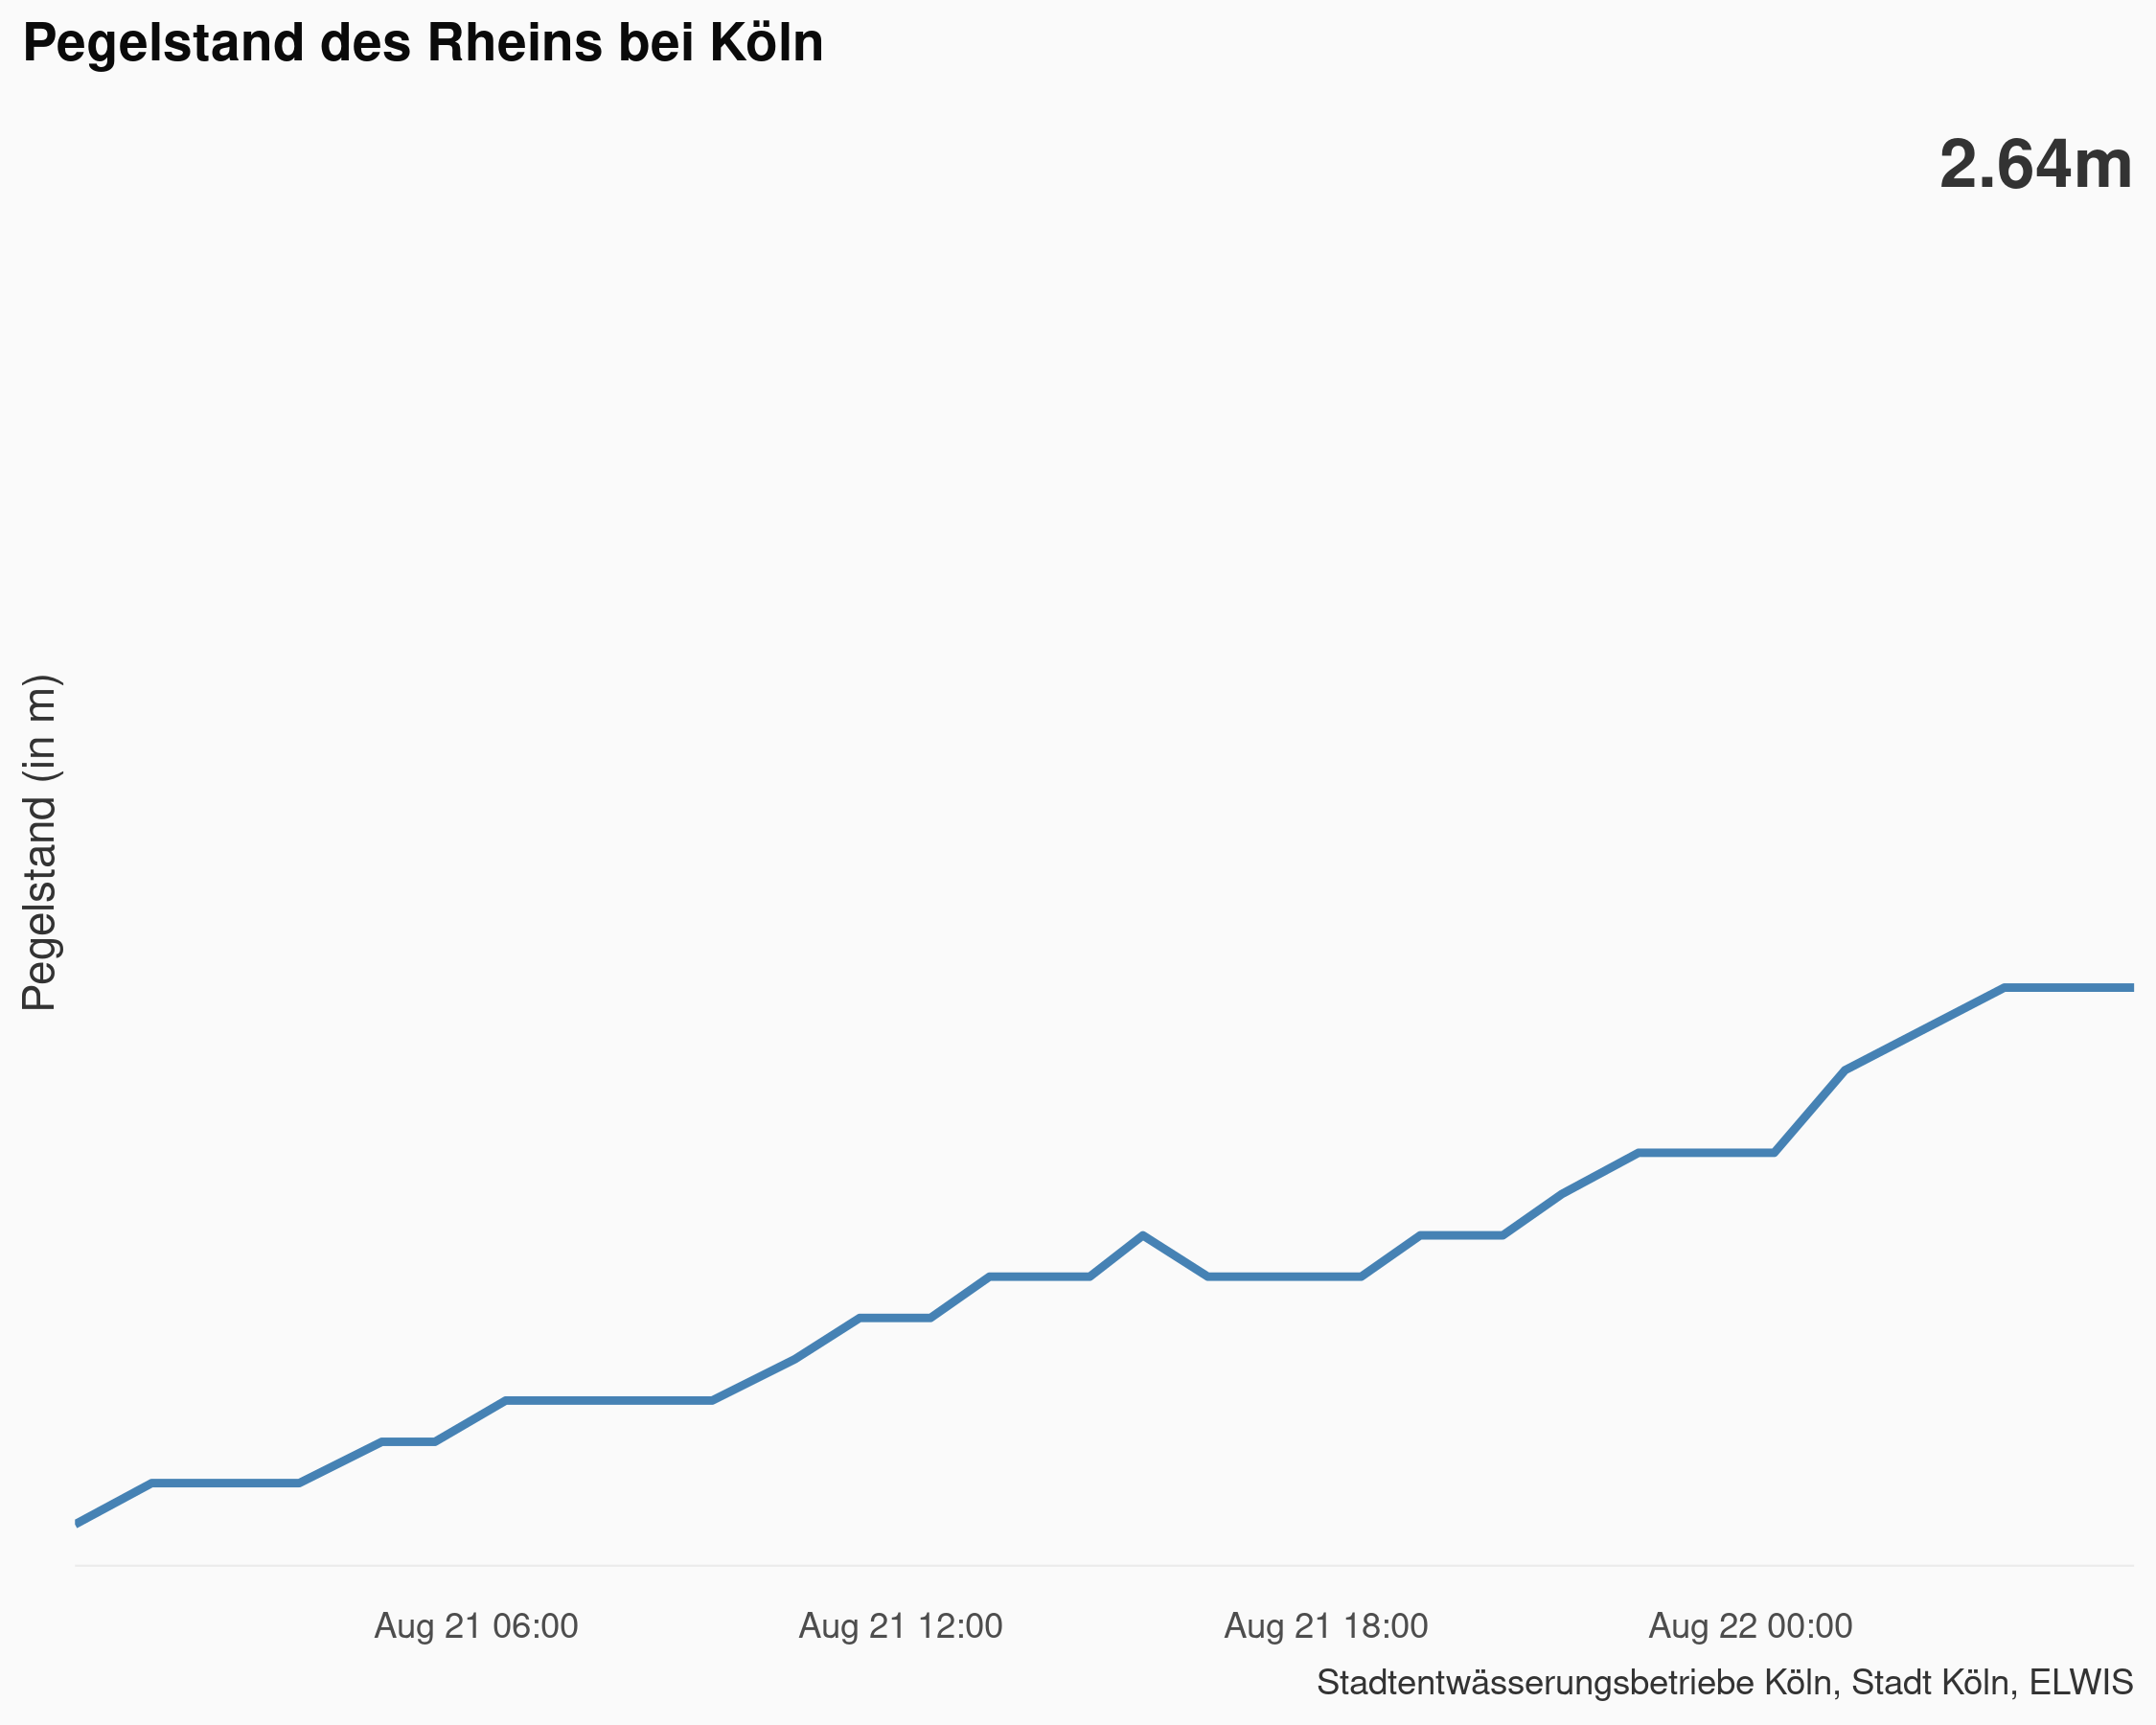 Pegelstand des Rheins bei Köln
2.64m
Pegelstand (in m)
Aug 21 06:00 Aug 21 12:00 Aug 21 18:00 Aug 22 00:00
Stadtentwässerungsbetriebe Köln, Stadt Köln, ELWIS